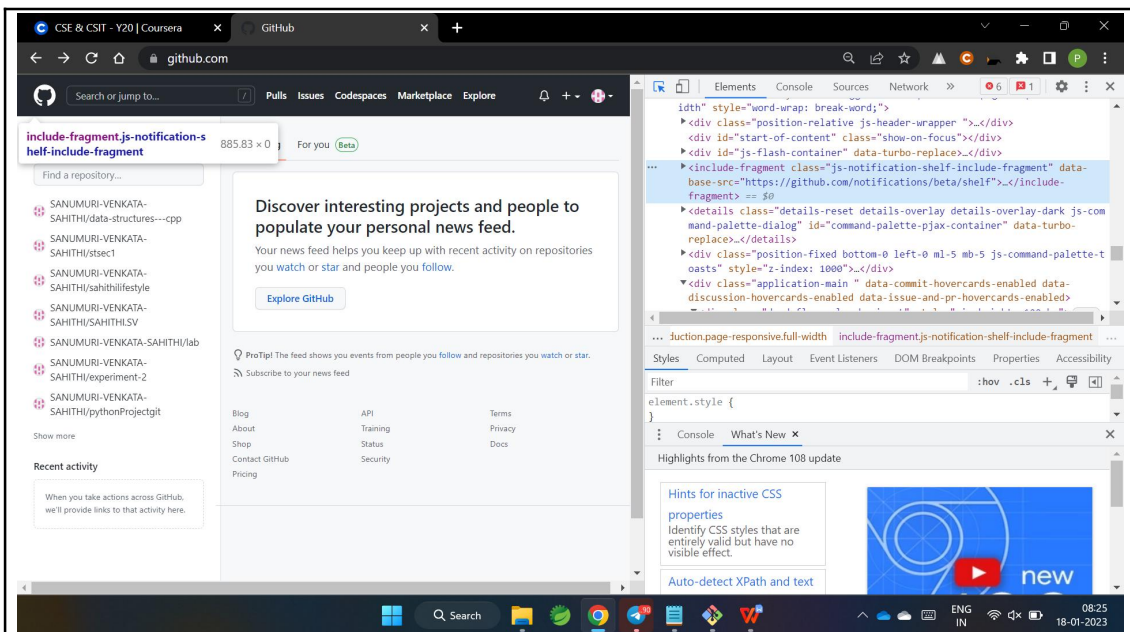 CSE & CSIT - Y20 | Coursera
GitHub
github.com
Search or jump to...
/
Pulls Issues Codespaces Marketplace Explore
include-fragment.js-notification-s
helf-include-fragment
885.83 × 0
For you Beta
Find a repository...
SANUMURI-VENKATA-
SAHITHI/data-structures---cpp
SANUMURI-VENKATA-
SAHITHI/stsec1
SANUMURI-VENKATA-
SAHITHI/sahithilifestyle
SANUMURI-VENKATA-
SAHITHI/SAHITHI.SV
SANUMURI-VENKATA-SAHITHI/lab
SANUMURI-VENKATA-
SAHITHI/experiment-2
SANUMURI-VENKATA-
SAHITHI/pythonProjectgit
Show more
Recent activity
When you take actions across GitHub,
we'll provide links to that activity here.
Discover interesting projects and people to
populate your personal news feed.
Your news feed helps you keep up with recent activity on repositories
you watch or star and people you follow.
Explore GitHub
ProTip! The feed shows you events from people you follow and repositories you watch or star.
Subscribe to your news feed
Blog
About
Shop
Contact GitHub
Pricing
API
Training
Status
Security
Terms
Privacy
Docs
Elements Console Sources Network » 6 1
idth" style="word-wrap: break-word;">
<div class="position-relative js-header-wrapper ">…</div>
<div id="start-of-content" class="show-on-focus"></div>
<div id="js-flash-container" data-turbo-replace>…</div>
<include-fragment class="js-notification-shelf-include-fragment" data-
base-src="https://github.com/notifications/beta/shelf">…</include-
fragment> == $0
<details class="details-reset details-overlay details-overlay-dark js-com
mand-palette-dialog" id="command-palette-pjax-container" data-turbo-
replace>…</details>
<div class="position-fixed bottom-0 left-0 ml-5 mb-5 js-command-palette-t
oasts" style="z-index: 1000">…</div>
<div class="application-main " data-commit-hovercards-enabled data-
discussion-hovercards-enabled data-issue-and-pr-hovercards-enabled>
... duction.page-responsive.full-width include-fragment.js-notification-shelf-include-fragment ...
Styles Computed Layout Event Listeners DOM Breakpoints Properties Accessibility
Filter
:hov .cls +
element.style {
}
Console What's New ×
Highlights from the Chrome 108 update
Hints for inactive CSS
properties
Identify CSS styles that are
entirely valid but have no
visible effect.
Auto-detect XPath and text
new
Search
90
ENG
IN
08:25
18-01-2023